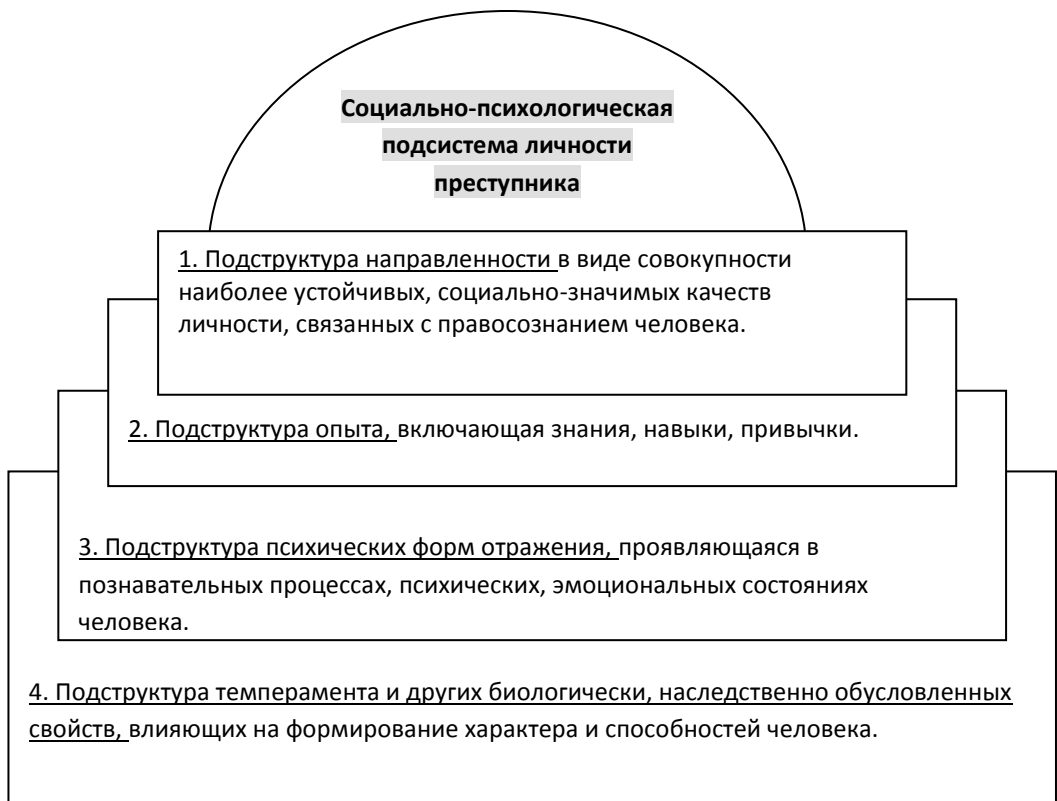 Социально-психологическая
подсистема личности
преступника
1. Подструктура направленности в виде совокупности
наиболее устойчивых, социально-значимых качеств
личности, связанных с правосознанием человека.
2. Подструктура опыта, включающая знания, навыки, привычки.
3. Подструктура психических форм отражения, проявляющаяся в
познавательных процессах, психических, эмоциональных состояниях
человека.
4. Подструктура темперамента и других биологически, наследственно обусловленных
свойств, влияющих на формирование характера и способностей человека.